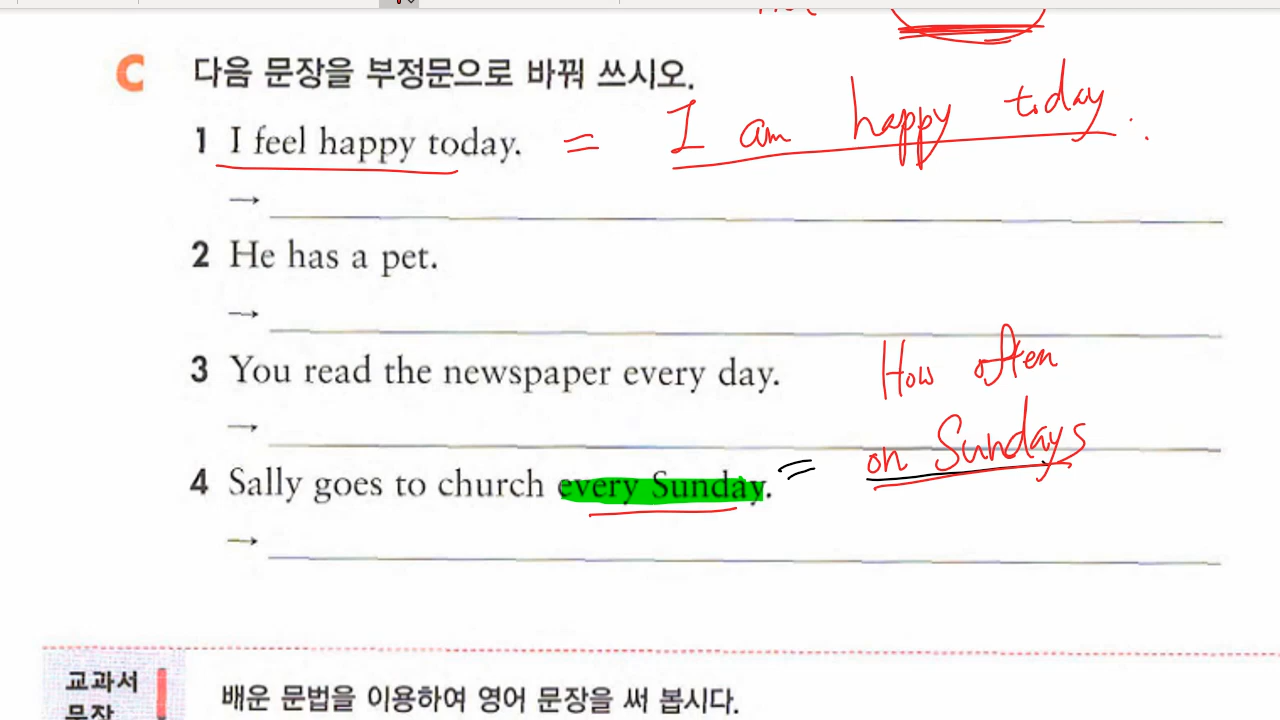 C 다음 문장을 부정문으로 바꿔 쓰시오.
1 I feel happy today. = I am happy today.
→
2 He has a pet.
→
3 You read the newspaper every day. How often
→
4 Sally goes to church every Sunday. = on Sundays
→
교과서
문장
배운 문법을 이용하여 영어 문장을 써 봅시다.